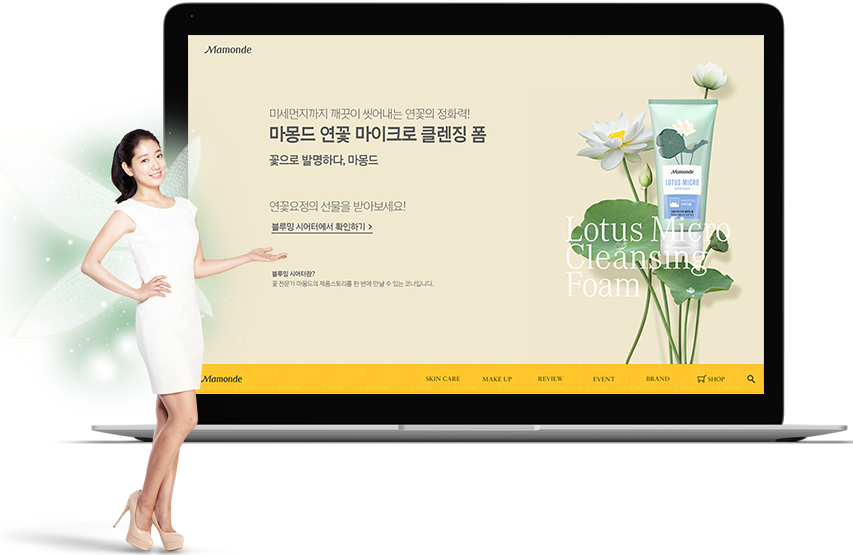 Mamonde
미세먼지까지 깨끗이 씻어내는 연꽃의 정화력!
마몽드 연꽃 마이크로 클렌징 폼
꽃으로 발명하다, 마몽드
연꽃요정의 선물을 받아보세요!
블루밍 시어터에서 확인하기 >
블루밍 시어터란?
꽃 전문가 마몽드의 제품스토리를 한 번에 만날 수 있는 코너입니다.
Mamonde
LOTUS MICRO
Lotus Micro
Cleansing
Foam
Mamonde SKIN CARE MAKE UP REVIEW EVENT BRAND SHOP